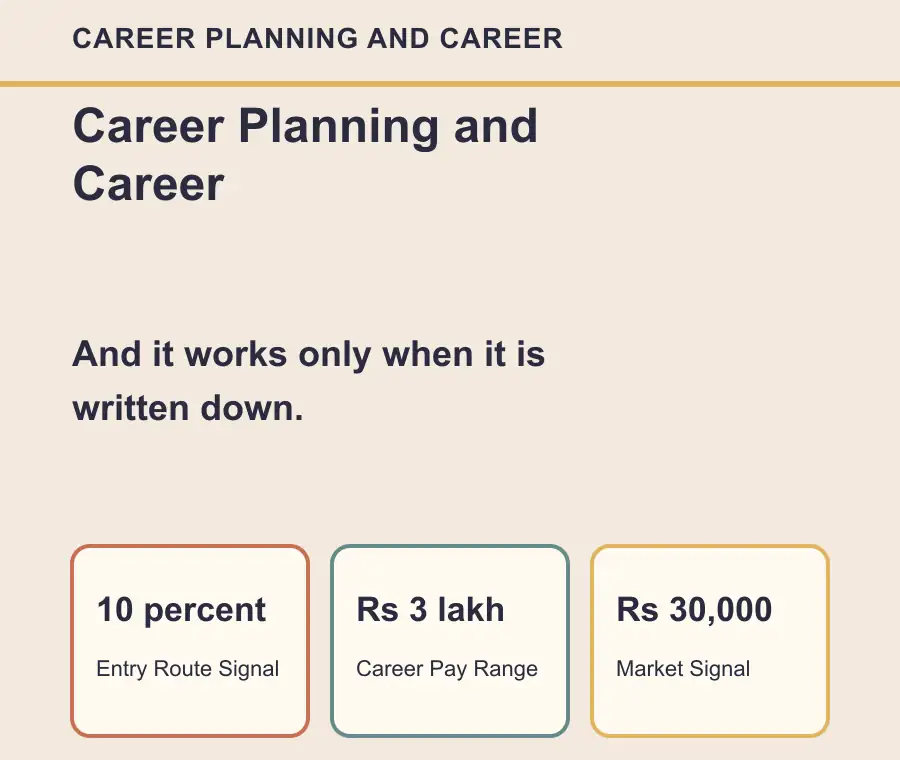 CAREER PLANNING AND CAREER
Career Planning and
Career
And it works only when it is
written down.
10 percent
Entry Route Signal
Rs 3 lakh
Career Pay Range
Rs 30,000
Market Signal